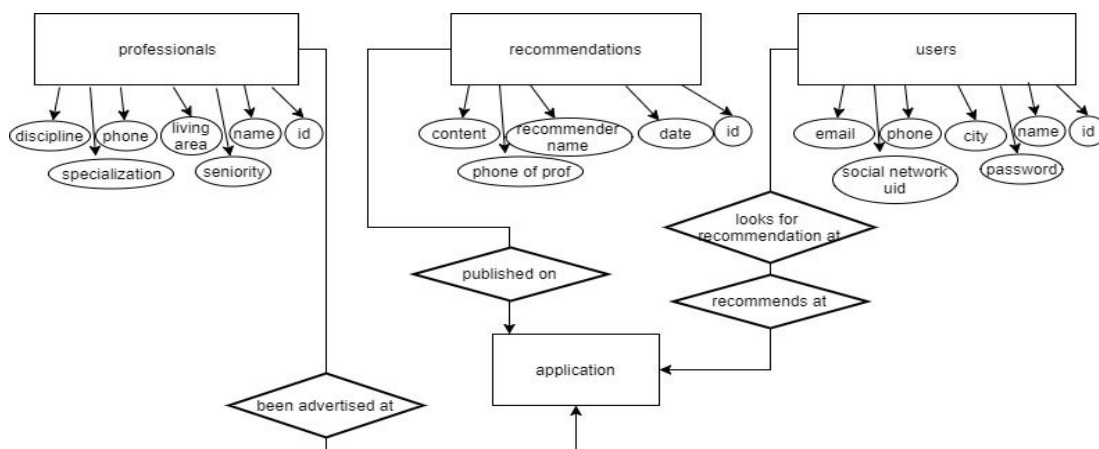 professionals
recommendations
users
discipline
phone
living
area
name
id
specialization
seniority
content
recommender
name
date
id
phone of prof
email
phone
city
name
id
social network
uid
password
looks for
recommendation at
published on
recommends at
application
been advertised at